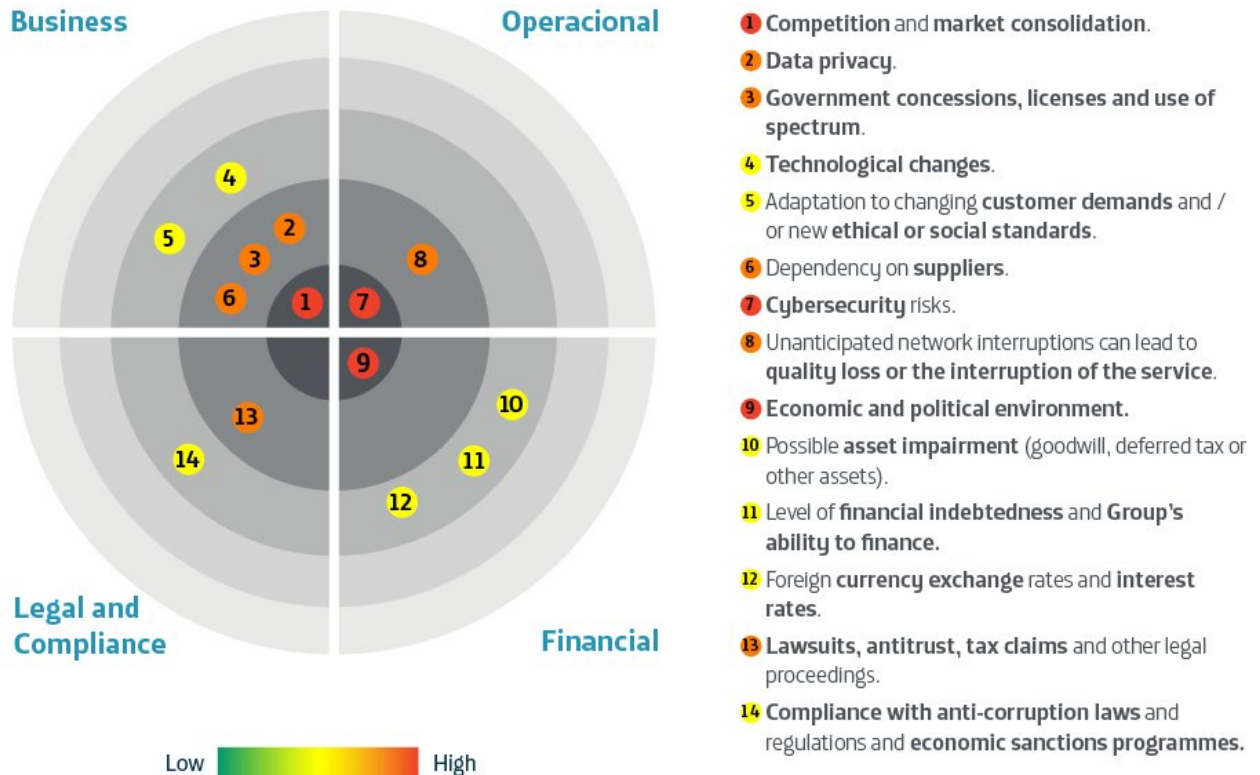 Business
Operacional
4
2
5
3
8
6
1
7
9
13
10
14
11
12
Legal and
Compliance
Financial
Low
High
1 Competition and market consolidation.
2 Data privacy.
3 Government concessions, licenses and use of
spectrum.
4 Technological changes.
5 Adaptation to changing customer demands and /
or new ethical or social standards.
6 Dependency on suppliers.
7 Cybersecurity risks.
8 Unanticipated network interruptions can lead to
quality loss or the interruption of the service.
9 Economic and political environment.
10 Possible asset impairment (goodwill, deferred tax or
other assets).
11 Level of financial indebtedness and Group’s
ability to finance.
12 Foreign currency exchange rates and interest
rates.
13 Lawsuits, antitrust, tax claims and other legal
proceedings.
14 Compliance with anti-corruption laws and
regulations and economic sanctions programmes.